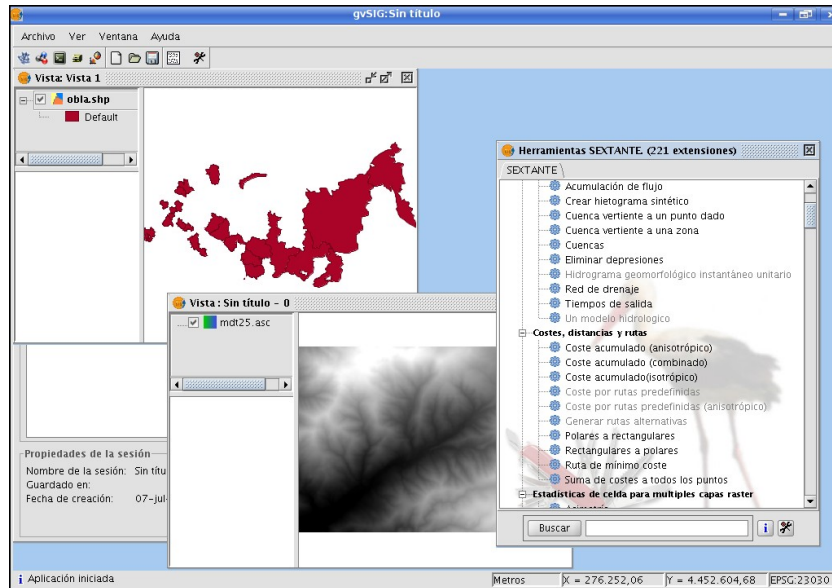 gvSIG:Sin título
Archivo Ver Ventana Ayuda
Vista: Vista 1
obla.shp
Default
Vista : Sin título - 0
mdt25.asc
Propiedades de la sesión
Nombre de la sesión: Sin títu
Guardado en:
Fecha de creación: 07-jul-
Herramientas SEXTANTE. (221 extensiones)
SEXTANTE
Acumulación de flujo
Crear hietograma sintético
Cuenca vertiente a un punto dado
Cuenca vertiente a una zona
Cuencas
Eliminar depresiones
Hidrograma geomorfológico instantáneo unitario
Red de drenaje
Tiempos de salida
Un modelo hidrologico
Costes, distancias y rutas
Coste acumulado (anisotrópico)
Coste acumulado (combinado)
Coste acumulado(isotrópico)
Coste por rutas predefinidas
Coste por rutas predefinidas (anisotrópico)
Generar rutas alternativas
Polares a rectangulares
Rectangulares a polares
Ruta de mínimo coste
Suma de costes a todos los puntos
Estadísticas de celda para multiples capas raster
Buscar
Aplicación iniciada
Metros X = 276.252,06 Y = 4.452.604,68 EPSG:23030